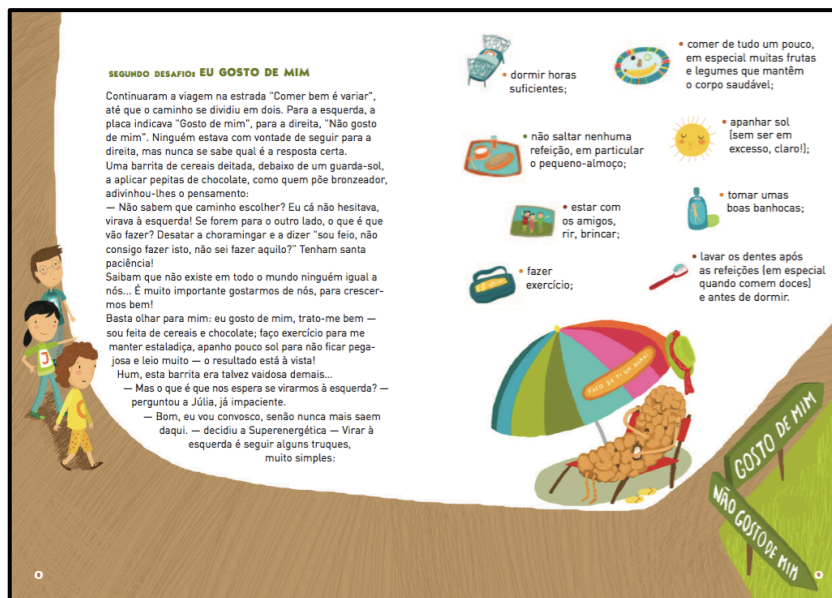 SEGUNDO DESAFIO: EU GOSTO DE MIM
Continuaram a viagem na estrada "Comer bem é variar",
até que o caminho se dividiu em dois. Para a esquerda, a
placa indicava "Gosto de mim", para a direita, "Não gosto
de mim". Ninguém estava com vontade de seguir para a
direita, mas nunca se sabe qual é a resposta certa.
Uma barrita de cereais deitada, debaixo de um guarda-sol,
a aplicar pepitas de chocolate, como quem põe bronzeador,
adivinhou-lhes o pensamento:
— Não sabem que caminho escolher? Eu cá não hesitava,
virava à esquerda! Se forem para o outro lado, o que é que
vão fazer? Desatar a choramingar e a dizer "sou feio, não
consigo fazer isto, não sei fazer aquilo?" Tenham santa
paciência!
Saibam que não existe em todo o mundo ninguém igual a
nós... É muito importante gostarmos de nós, para crescer-
mos bem!
Basta olhar para mim: eu gosto de mim, trato-me bem —
sou feita de cereais e chocolate; faço exercício para me
manter estaladiça, apanho pouco sol para não ficar pega-
josa e leio muito — o resultado está à vista!
Hum, esta barrita era talvez vaidosa demais...
— Mas o que é que nos espera se virarmos à esquerda? —
perguntou a Júlia, já impaciente.
— Bom, eu vou convosco, senão nunca mais saem
daqui. — decidiu a Superenergética — Virar à
esquerda é seguir alguns truques,
muito simples:
J
8
• dormir horas
suficientes;
• comer de tudo um pouco,
em especial muitas frutas
e legumes que mantêm
o corpo saudável;
• não saltar nenhuma
refeição, em particular
o pequeno-almoço;
• apanhar sol
(sem ser em
excesso, claro!);
• estar com
os amigos,
rir, brincar;
• tomar umas
boas banhocas;
• fazer
exercício;
• lavar os dentes após
as refeições (em especial
quando comem doces)
e antes de dormir.
FAÇO DE TI UM
GOSTO DE MIM
NÃO GOSTO DE MIM
9